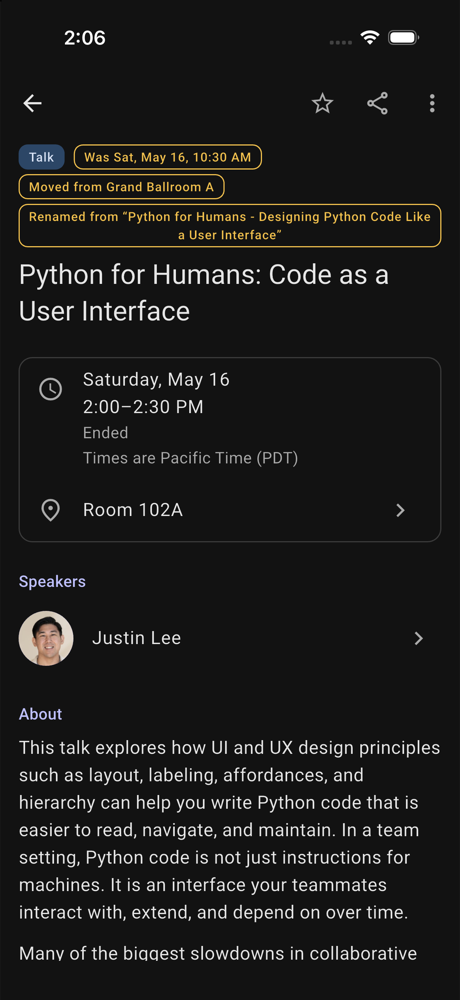 2:06
Talk
Was Sat, May 16, 10:30 AM
Moved from Grand Ballroom A
Renamed from “Python for Humans - Designing Python Code Like
a User Interface”
Python for Humans: Code as a
User Interface
Saturday, May 16
2:00–2:30 PM
Ended
Times are Pacific Time (PDT)
Room 102A
Speakers
Justin Lee
About
This talk explores how UI and UX design principles
such as layout, labeling, affordances, and
hierarchy can help you write Python code that is
easier to read, navigate, and maintain. In a team
setting, Python code is not just instructions for
machines. It is an interface your teammates
interact with, extend, and depend on over time.
Many of the biggest slowdowns in collaborative